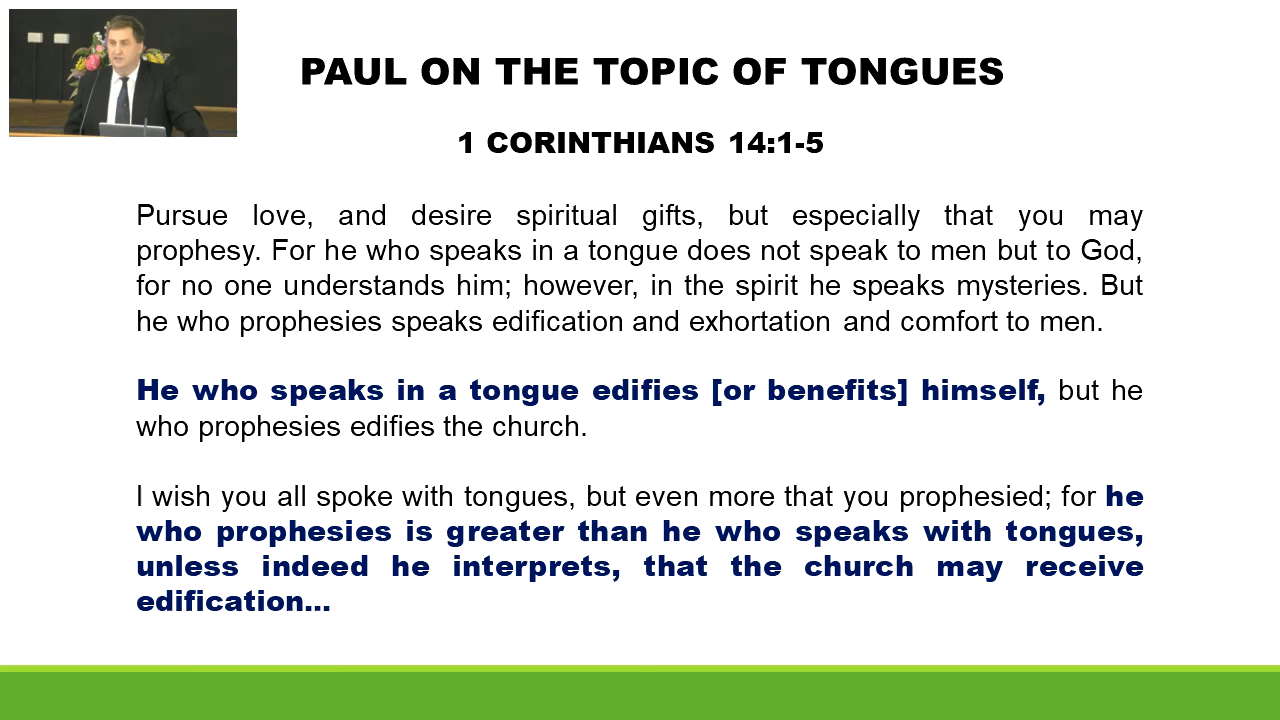 PAUL ON THE TOPIC OF TONGUES
1 CORINTHIANS 14:1-5
Pursue love, and desire spiritual gifts, but especially that you may
prophesy. For he who speaks in a tongue does not speak to men but to God,
for no one understands him; however, in the spirit he speaks mysteries. But
he who prophesies speaks edification and exhortation and comfort to men.
He who speaks in a tongue edifies [or benefits] himself, but he
who prophesies edifies the church.
I wish you all spoke with tongues, but even more that you prophesied; for he
who prophesies is greater than he who speaks with tongues,
unless indeed he interprets, that the church may receive
edification...